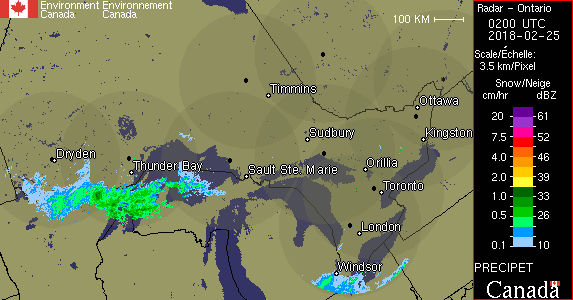 Environment Environnement
Canada Canada
100 KM
Timmins
Ottawa
Sudbury
Kingston
Dryden
Thunder Bay
Sault Ste. Marie
Orillia
Toronto
London
Windsor
Radar - Ontario
0200 UTC
2018-02-25
Scale/Échelle:
3.5 km/Pixel
Snow/Neige
cm/hr dBZ
20 61
7.5 52
4.0 46
2.0 39
1.0 33
0.5 26
0.1 10
PRECIPET
Canada